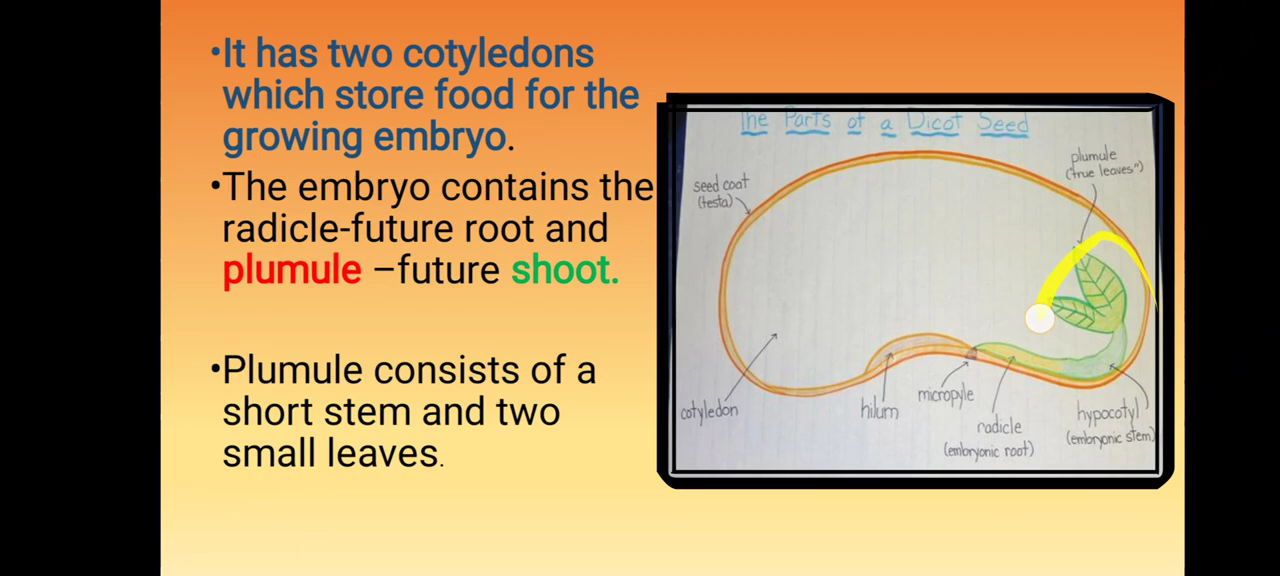 •It has two cotyledons
which store food for the
growing embryo.
•The embryo contains the
radicle-future root and
plumule –future shoot.
•Plumule consists of a
short stem and two
small leaves.
The Parts of a Dicot Seed
plumule
("true leaves")
seed coat
(testa)
cotyledon
hilum
micropyle
radicle
(embryonic root)
hypocotyl
(embryonic stem)